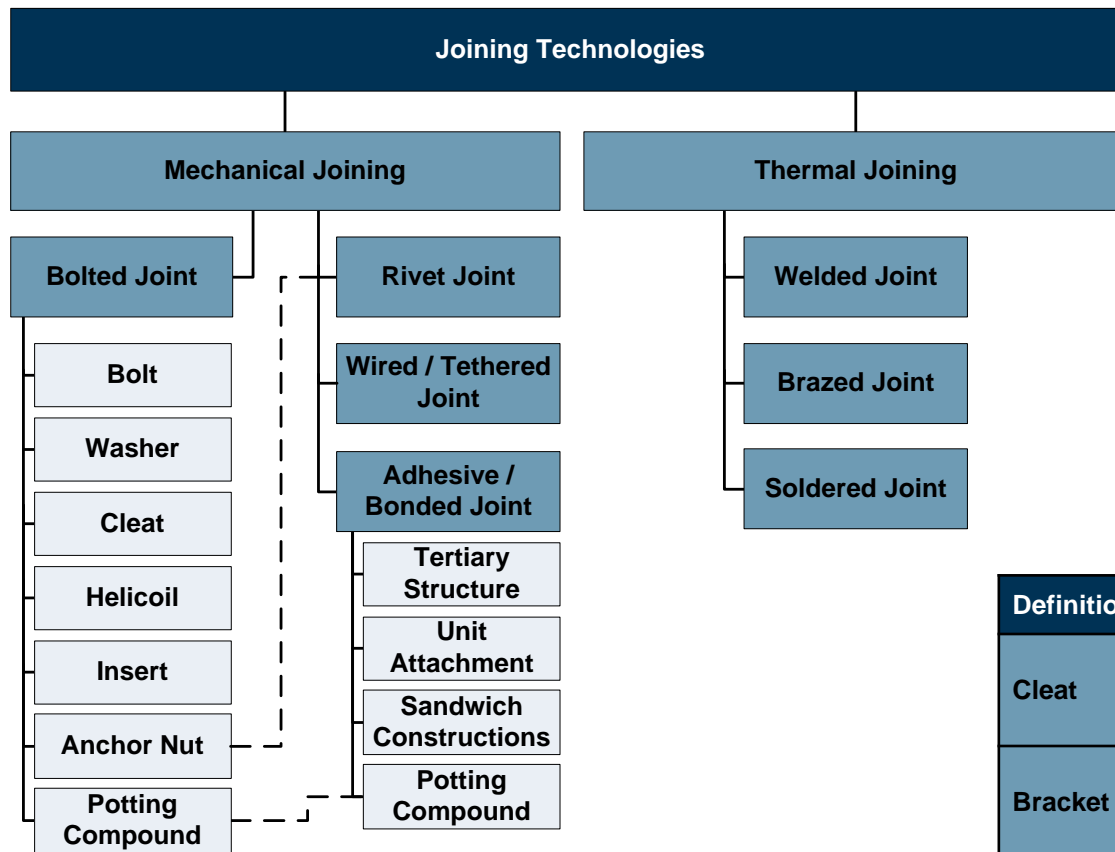 Joining Technologies
Mechanical Joining
Thermal Joining
Bolted Joint
Bolt
Washer
Cleat
Helicoil
Insert
Anchor Nut
Potting
Compound
Rivet Joint
Wired / Tethered
Joint
Adhesive /
Bonded Joint
Tertiary
Structure
Unit
Attachment
Sandwich
Constructions
Potting
Compound
Welded Joint
Brazed Joint
Soldered Joint
Definitio
Cleat
Bracket